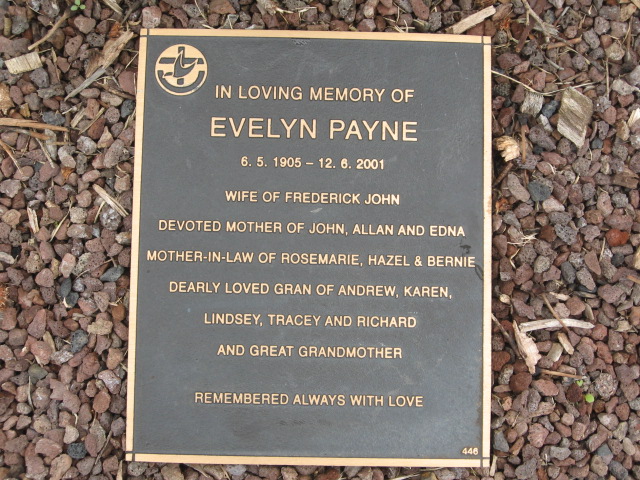 IN LOVING MEMORY OF
EVELYN PAYNE
6. 5. 1905 – 12. 6. 2001
WIFE OF FREDERICK JOHN
DEVOTED MOTHER OF JOHN, ALLAN AND EDNA
MOTHER-IN-LAW OF ROSEMARIE, HAZEL & BERNIE
DEARLY LOVED GRAN OF ANDREW, KAREN,
LINDSEY, TRACEY AND RICHARD
AND GREAT GRANDMOTHER
REMEMBERED ALWAYS WITH LOVE
446